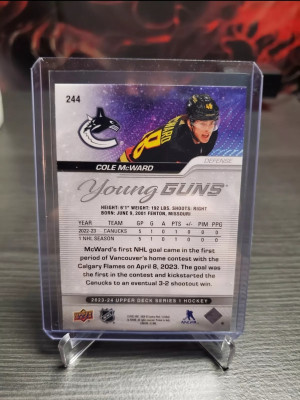 244
48
WARD
COLE McWARD
DEFENSE
Young GUNS
HEIGHT: 6'1" WEIGHT: 192 LBS. SHOOTS: RIGHT
BORN: JUNE 9, 2001 FENTON, MISSOURI
YEAR TEAM GP G A PTS +/- PIM PPG
2022-23 CANUCKS 5 1 0 1 0 0 0
1 NHL SEASON 5 1 0 1 0 0 0
McWard's first NHL goal came in the first
period of Vancouver's home contest with the
Calgary Flames on April 8, 2023. The goal was
the first in the contest and kickstarted the
Canucks to an eventual 3-2 shootout win.
2023-24 UPPER DECK SERIES 1 HOCKEY